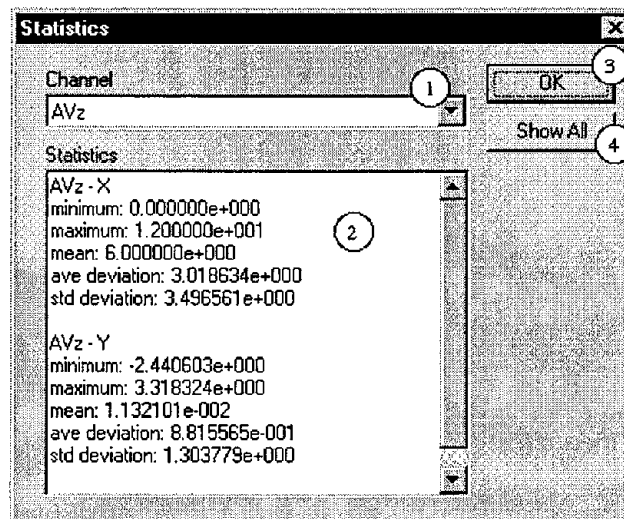 Statistics
Channel
1
3
OK
AVz
Show All
4
Statistics
AVz - X
minimum: 0.000000e+000
maximum: 1.200000e+001
2
mean: 6.000000e+000
ave deviation: 3.018634e+000
std deviation: 3.496561e+000
AVz - Y
minimum: -2.440603e+000
maximum: 3.318324e+000
mean: 1.132101e-002
ave deviation: 8.815565e-001
std deviation: 1.303779e+000